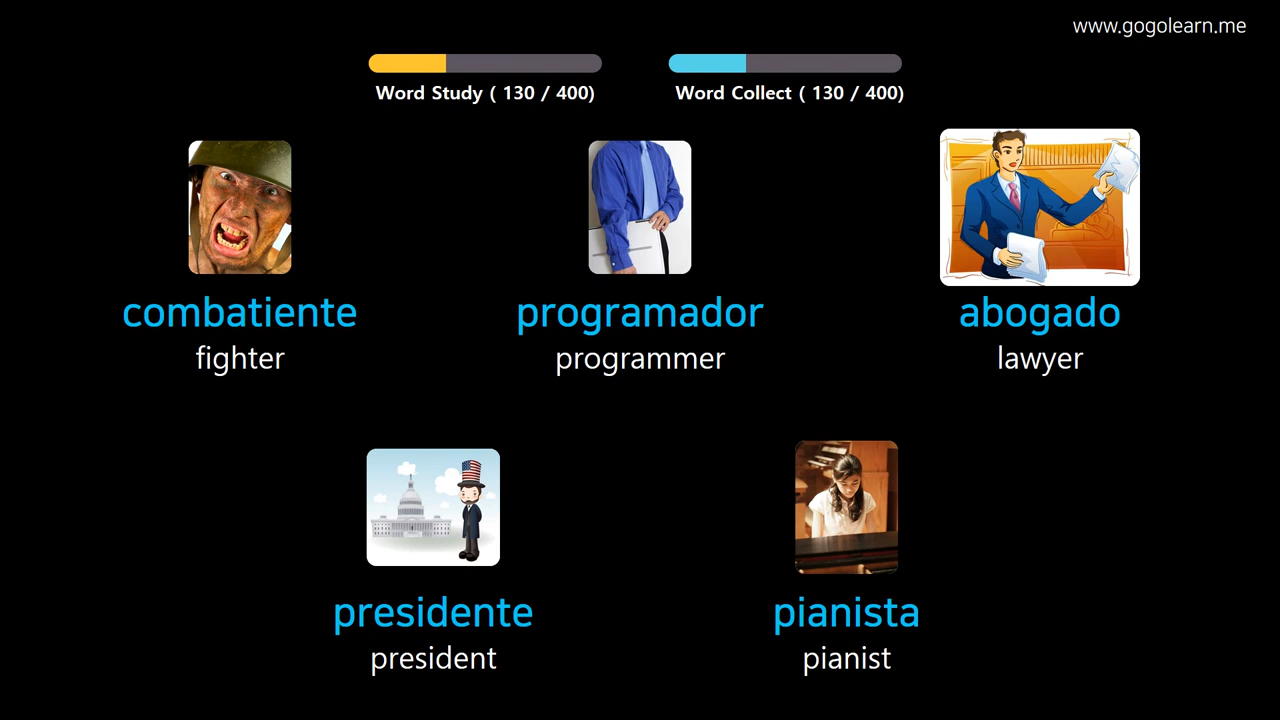 www.gogolearn.me
Word Study ( 130 / 400)
Word Collect ( 130 / 400)
combatiente
fighter
programador
programmer
abogado
lawyer
presidente
president
pianista
pianist